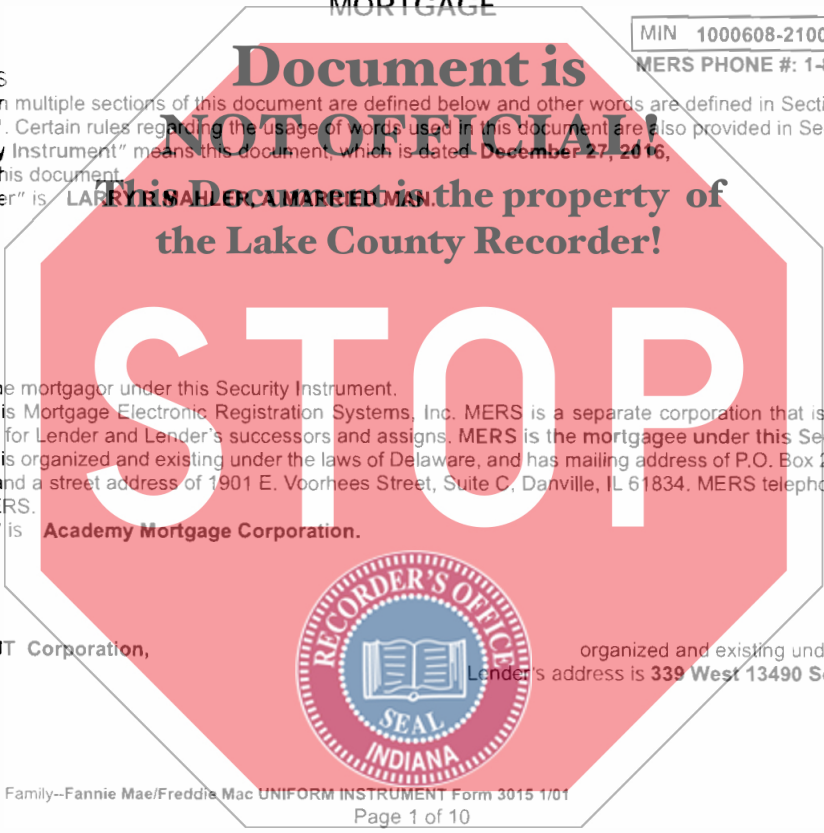 MORTGAGE
MIN 1000608-2100
MERS PHONE #: 1-
Document is
S
n multiple sections of this document are defined below and other words are defined in Secti
. Certain rules regarding the usage of words used in this document are also provided in Se
NOT OFFICIAL!
y Instrument" means this document, which is dated December 27, 2016,
his document.
er" is LARRY R MAHLER, A MARRIED MAN.
This Document is the property of
the Lake County Recorder!
STOP
e mortgagor under this Security Instrument.
is Mortgage Electronic Registration Systems, Inc. MERS is a separate corporation that is
for Lender and Lender's successors and assigns. MERS is the mortgagee under this Se
is organized and existing under the laws of Delaware, and has mailing address of P.O. Box 2
and a street address of 1901 E. Voorhees Street, Suite C, Danville, IL 61834. MERS telepho
ERS.
" is Academy Mortgage Corporation.
RECORDER'S OFFICE
SEAL
INDIANA
UT Corporation,
organized and existing und
Lender's address is 339 West 13490 S
Family--Fannie Mae/Freddie Mac UNIFORM INSTRUMENT Form 3015 1/01
Page 1 of 10